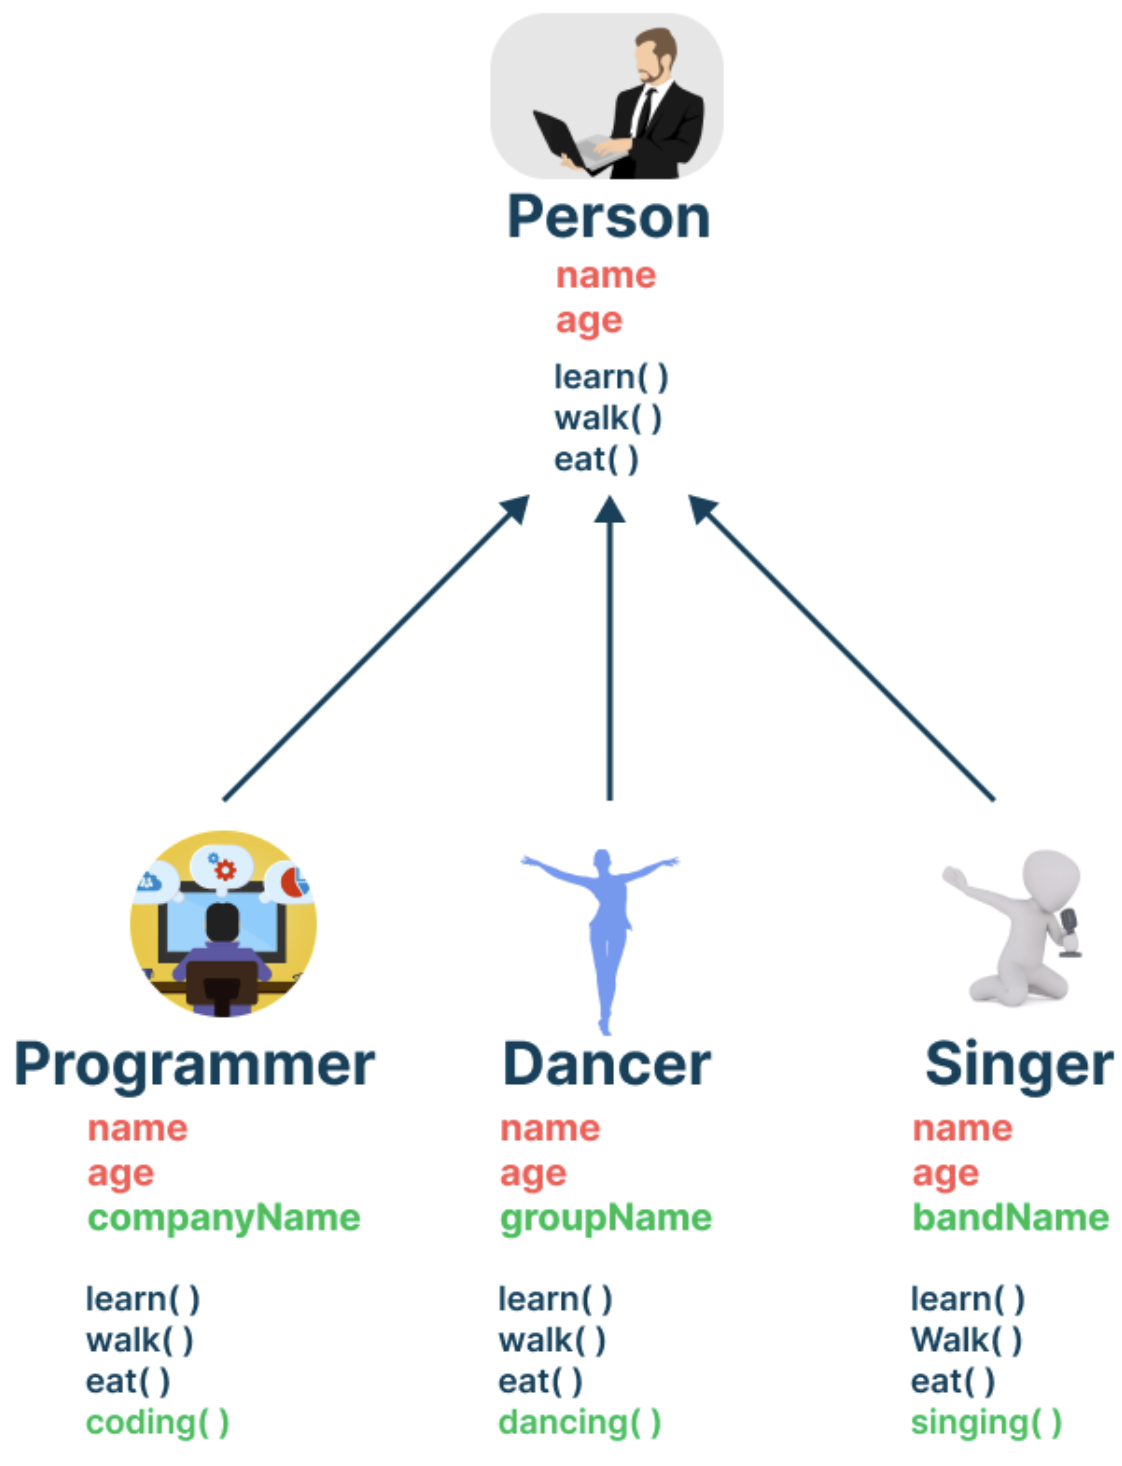 Person
name
age
learn( )
walk( )
eat( )
Programmer
name
age
companyName
learn( )
walk( )
eat( )
coding( )
Dancer
name
age
groupName
learn( )
walk( )
eat( )
dancing( )
Singer
name
age
bandName
learn( )
Walk( )
eat( )
singing( )